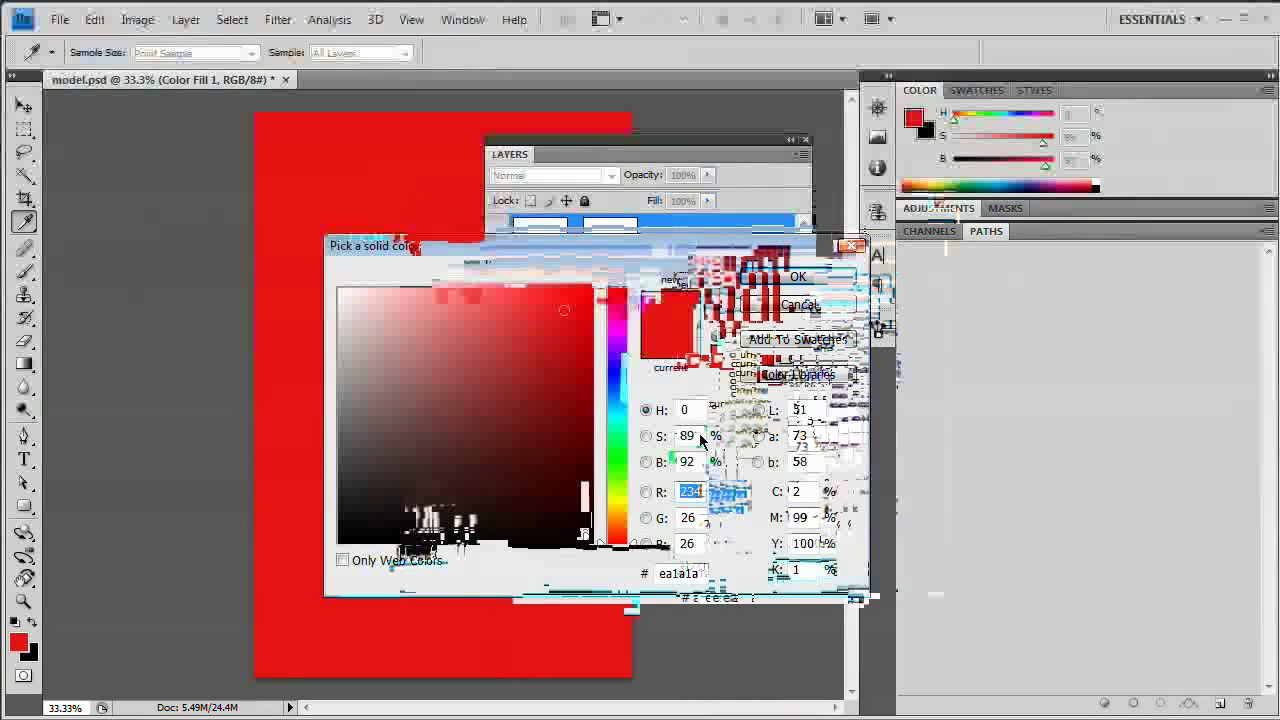 File Edit Image Layer Select Filter Analysis 3D View Window Help ESSENTIALS
Sample Size: Point Sample Sample: All Layers
model.psd @ 33.3% (Color Fill 1, RGB/8#) * ×
COLOR SWATCHES STYLES
H 0 °
S %
B %
LAYERS
Normal Opacity: 100%
Lock: Fill: 100%
ADJUSTMENTS MASKS
CHANNELS PATHS
Pick a solid color:
new
OK
Cancel
Add To Swatches
current
Color Libraries
H: 0 L: 51
S: 89 % a: 73
B: 92 % b: 58
R: 234 C: 2 %
G: 26 M: 99 %
B: 26 Y: 100 %
Only Web Colors
# ea1a1a K: 1 %
33.33% Doc: 5.49M/24.4M